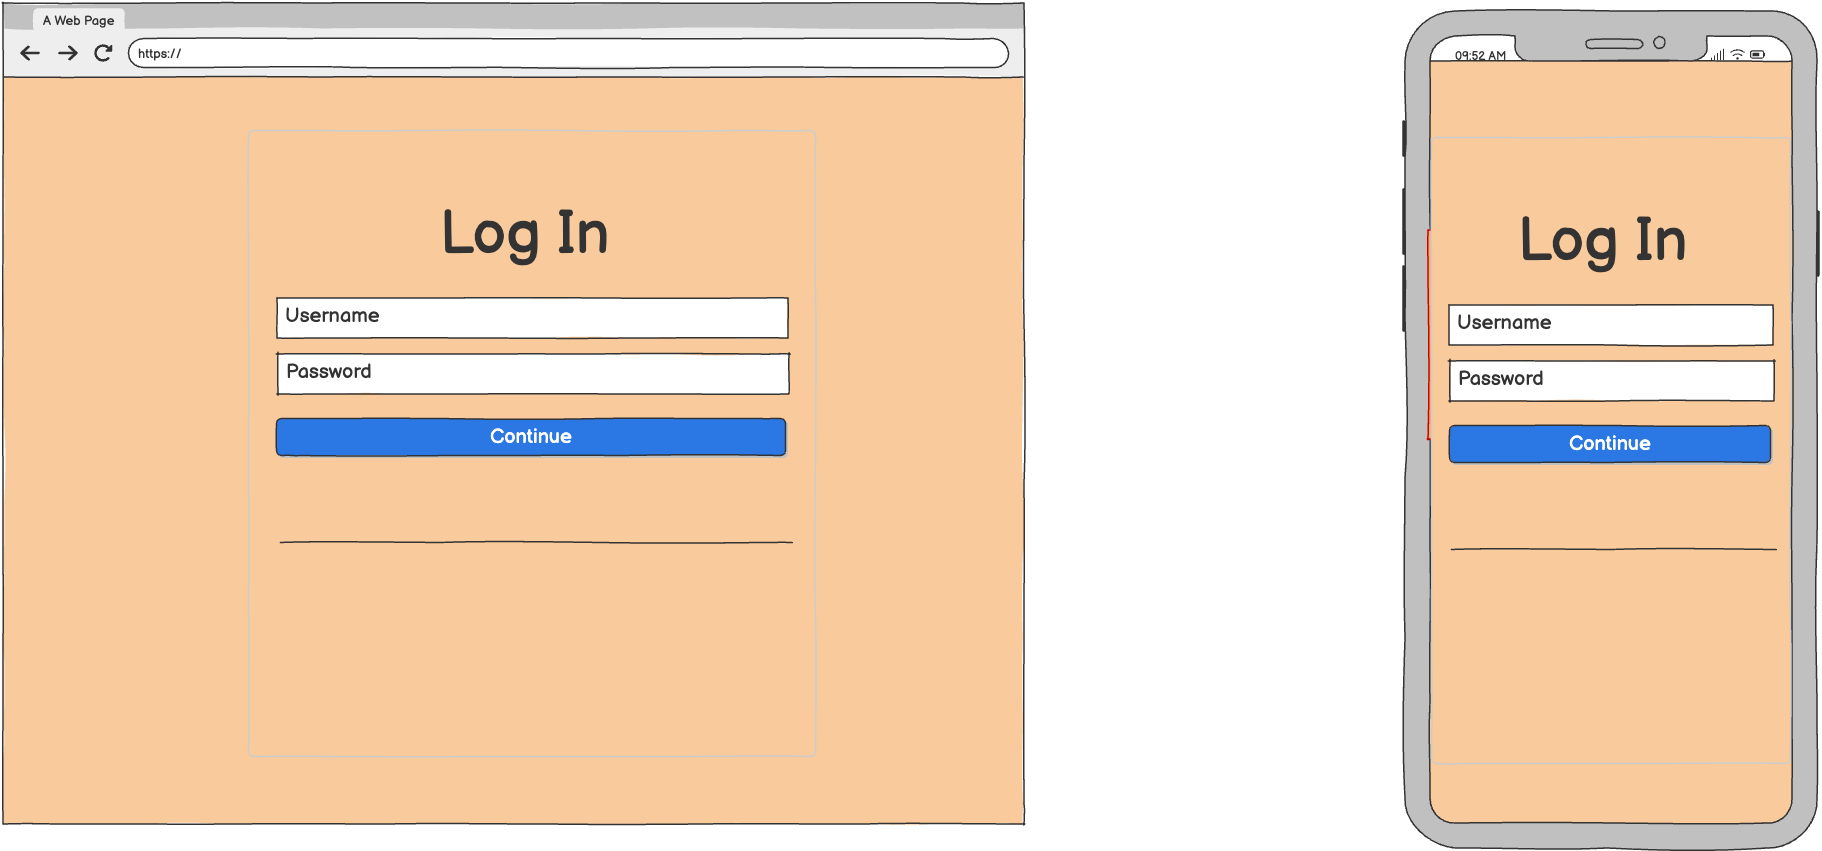 A Web Page
https://
Log In
Username
Password
Continue
09:52 AM
Log In
Username
Password
Continue